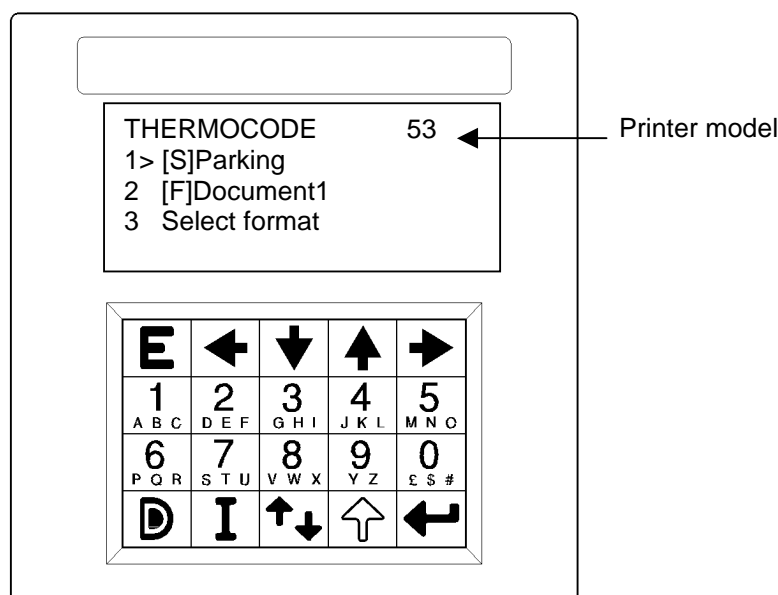 THERMOCODE 53
Printer model
1> [S]Parking
2 [F]Document1
3 Select format
E
1 2 3 4 5
A B C D E F G H I J K L M N O
6 7 8 9 0
P Q R S T U V W X Y Z £ $ #
D I